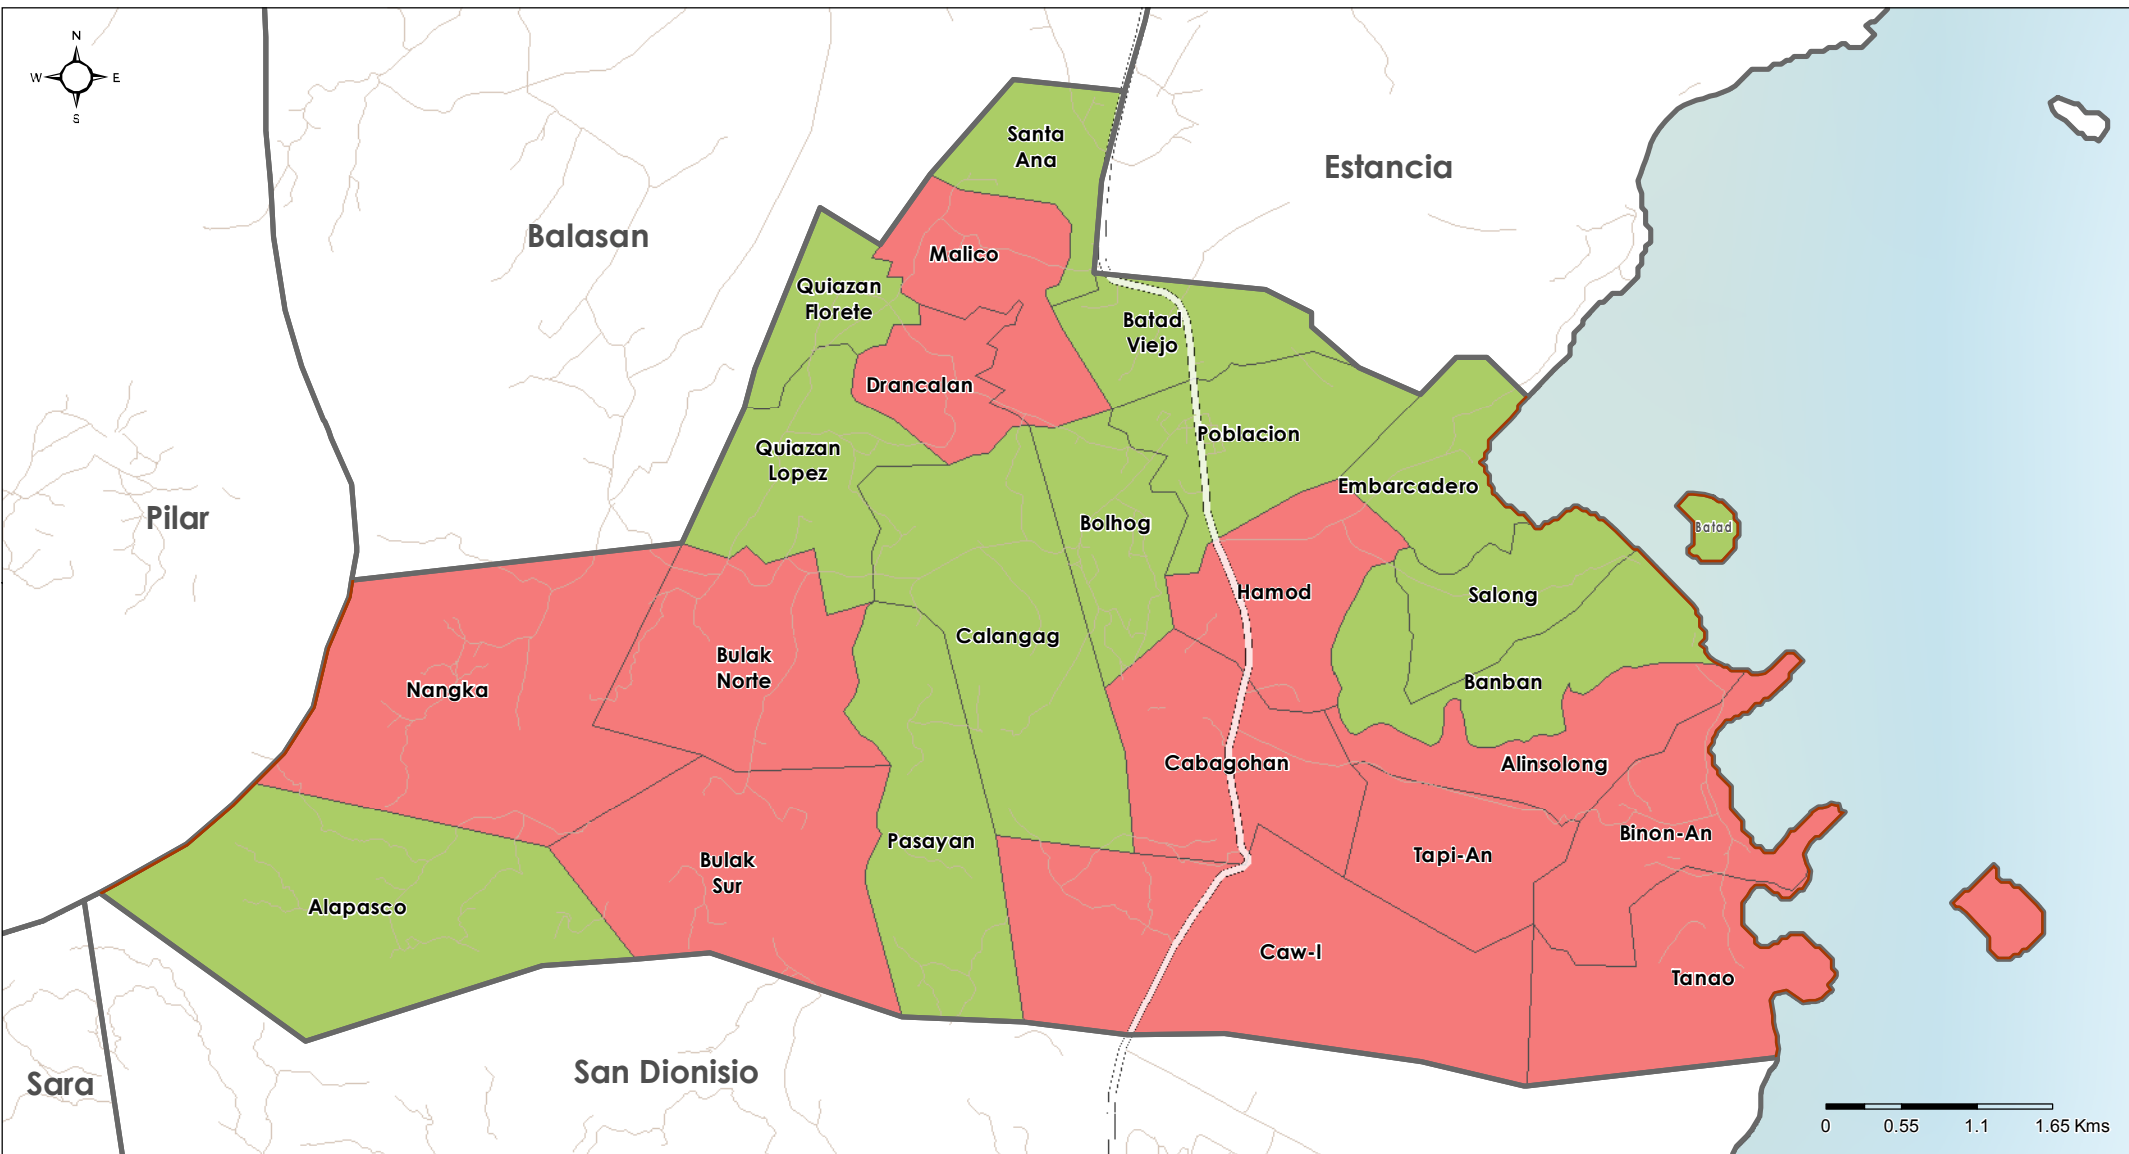 N
W E
S
Santa
Ana
Estancia
Balasan
Malico
Quiazan
Florete
Batad
Viejo
Drancalan
Poblacion
Quiazan
Lopez
Embarcadero
Pilar
Bolhog
Batad
Hamod
Salong
Calangag
Bulak
Norte
Nangka
Banban
Cabagohan
Alinsolong
Binon-An
Pasayan
Tapi-An
Bulak
Sur
Alapasco
Caw-I
Tanao
San Dionisio
Sara
0 0.55 1.1 1.65 Kms